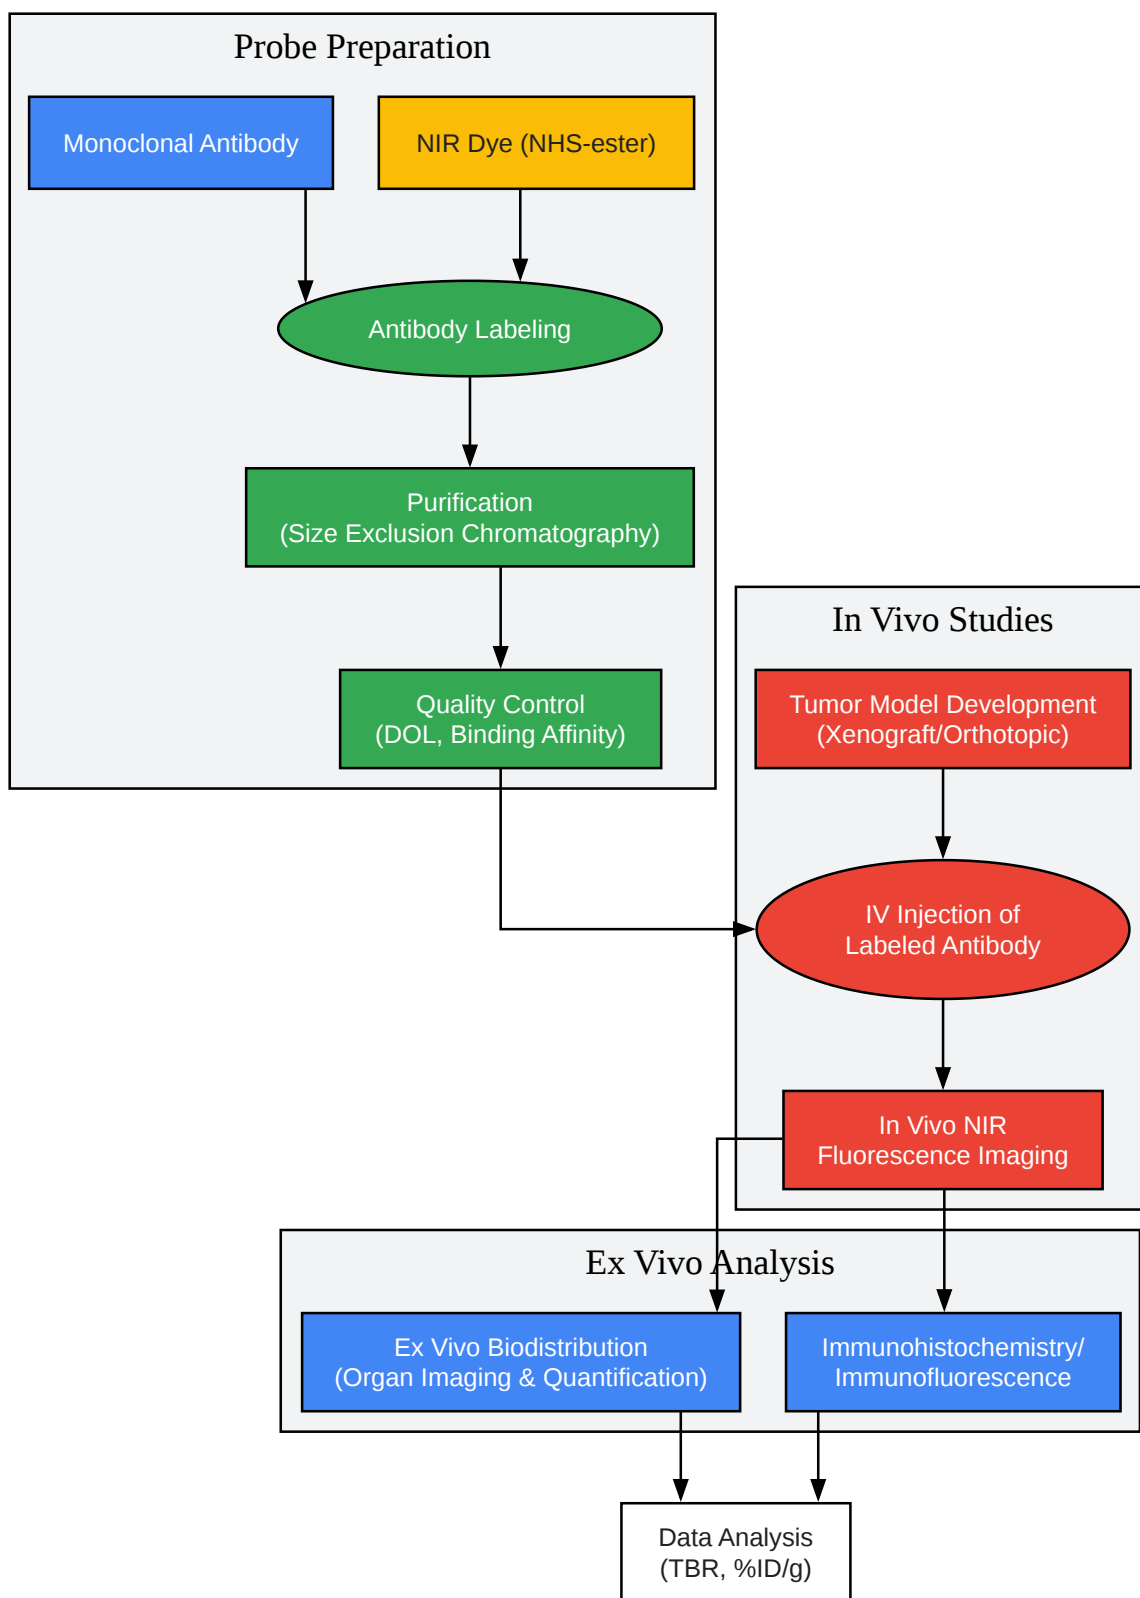 Probe Preparation
Monoclonal Antibody
NIR Dye (NHS-ester)
Antibody Labeling
Purification
(Size Exclusion Chromatography)
Quality Control
(DOL, Binding Affinity)
In Vivo Studies
Tumor Model Development
(Xenograft/Orthotopic)
IV Injection of
Labeled Antibody
In Vivo NIR
Fluorescence Imaging
Ex Vivo Analysis
Ex Vivo Biodistribution
(Organ Imaging & Quantification)
Immunohistochemistry/
Immunofluorescence
Data Analysis
(TBR, %ID/g)